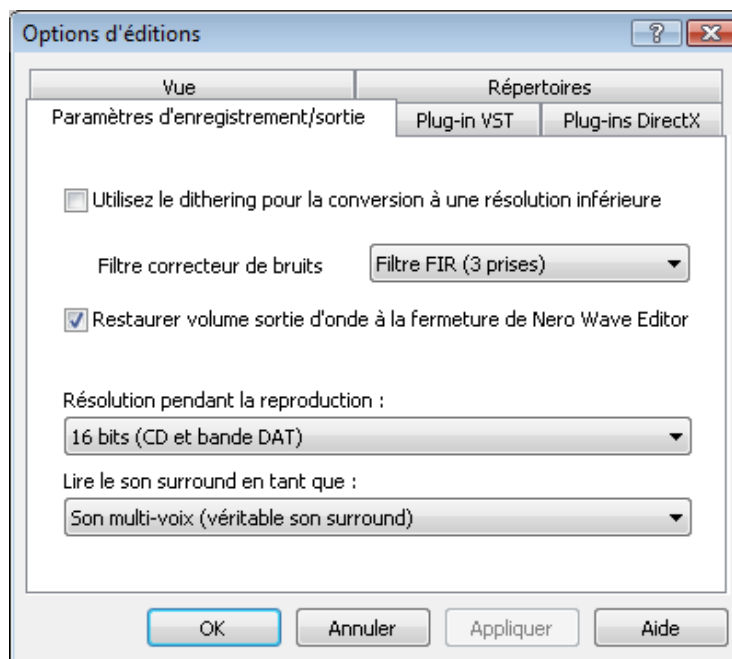 Options d'éditions
Vue
Répertoires
Paramètres d'enregistrement/sortie
Plug-in VST
Plug-ins DirectX
Utilisez le dithering pour la conversion à une résolution inférieure
Filtre correcteur de bruits
Filtre FIR (3 prises)
Restaurer volume sortie d'onde à la fermeture de Nero Wave Editor
Résolution pendant la reproduction :
16 bits (CD et bande DAT)
Lire le son surround en tant que :
Son multi-voix (véritable son surround)
OK
Annuler
Appliquer
Aide